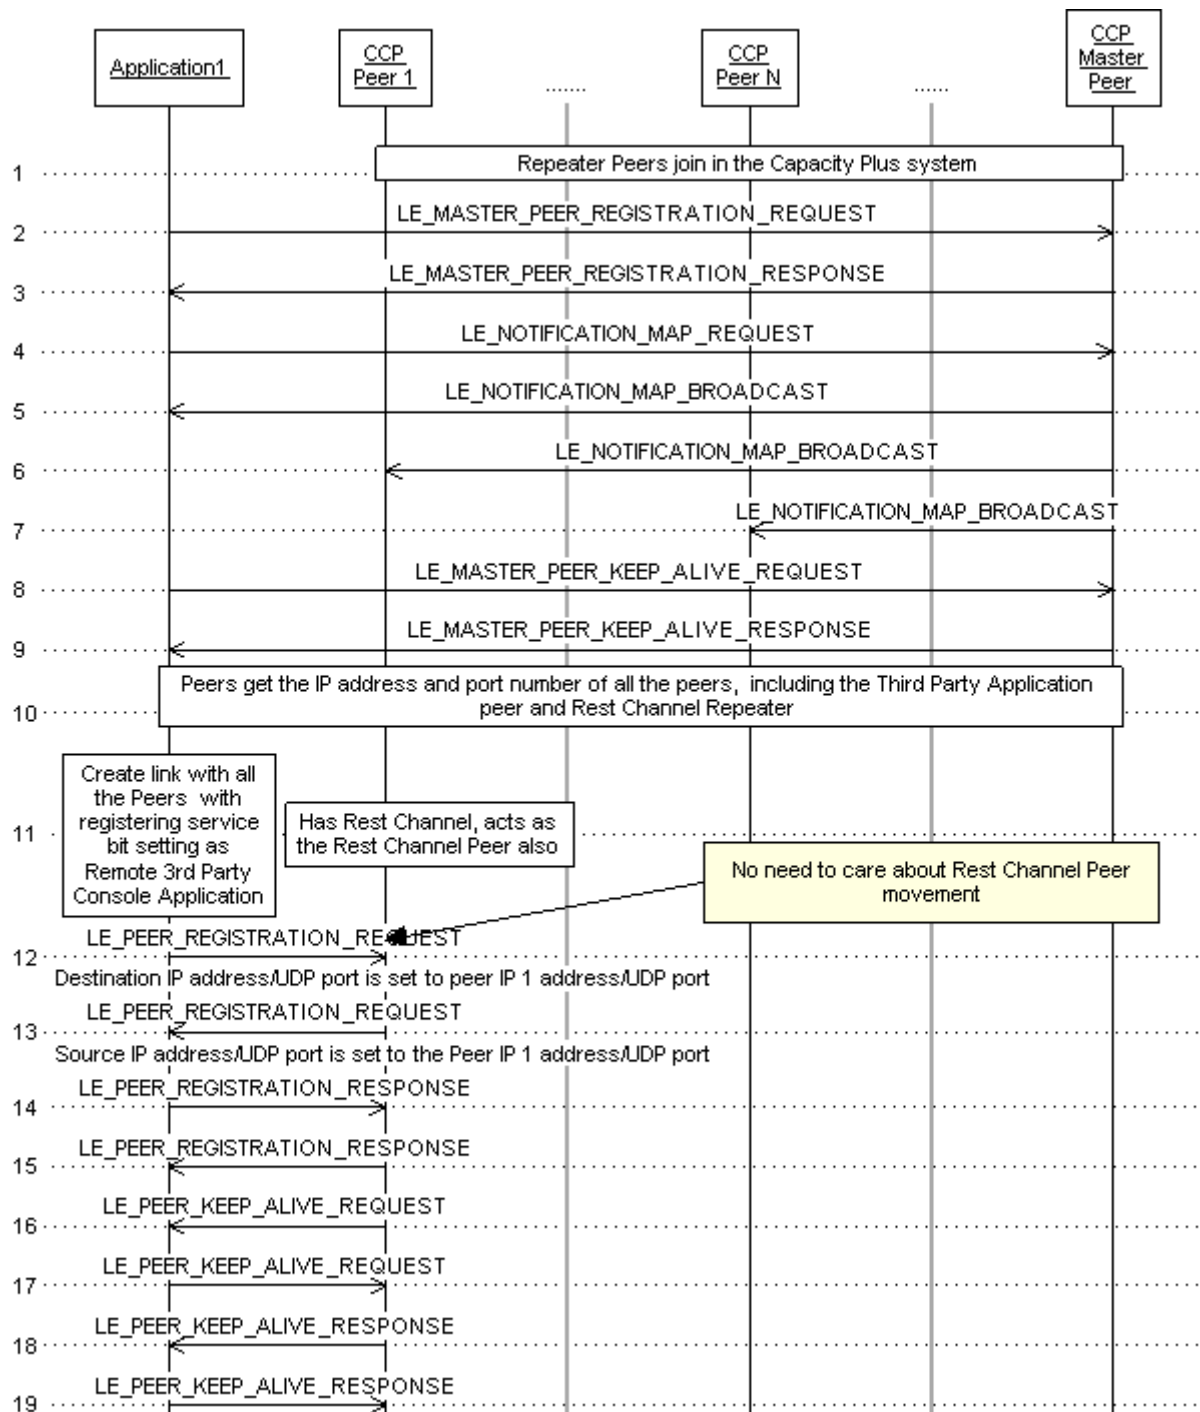 Application1
CCP
Peer 1
.......
CCP
Peer N
......
CCP
Master
Peer
1
Repeater Peers join in the Capacity Plus system
LE_MASTER_PEER_REGISTRATION_REQUEST
2
LE_MASTER_PEER_REGISTRATION_RESPONSE
3
LE_NOTIFICATION_MAP_REQUEST
4
LE_NOTIFICATION_MAP_BROADCAST
5
LE_NOTIFICATION_MAP_BROADCAST
6
LE_NOTIFICATION_MAP_BROADCAST
7
LE_MASTER_PEER_KEEP_ALIVE_REQUEST
8
LE_MASTER_PEER_KEEP_ALIVE_RESPONSE
9
Peers get the IP address and port number of all the peers, including the Third Party Application
peer and Rest Channel Repeater
10
Create link with all
the Peers with
registering service
bit setting as
Remote 3rd Party
Console Application
11
Has Rest Channel, acts as
the Rest Channel Peer also
No need to care about Rest Channel Peer
movement
LE_PEER_REGISTRATION_REQUEST
12
Destination IP address/UDP port is set to peer IP 1 address/UDP port
LE_PEER_REGISTRATION_REQUEST
13
Source IP address/UDP port is set to the Peer IP 1 address/UDP port
LE_PEER_REGISTRATION_RESPONSE
14
LE_PEER_REGISTRATION_RESPONSE
15
LE_PEER_KEEP_ALIVE_REQUEST
16
LE_PEER_KEEP_ALIVE_REQUEST
17
LE_PEER_KEEP_ALIVE_RESPONSE
18
LE_PEER_KEEP_ALIVE_RESPONSE
19